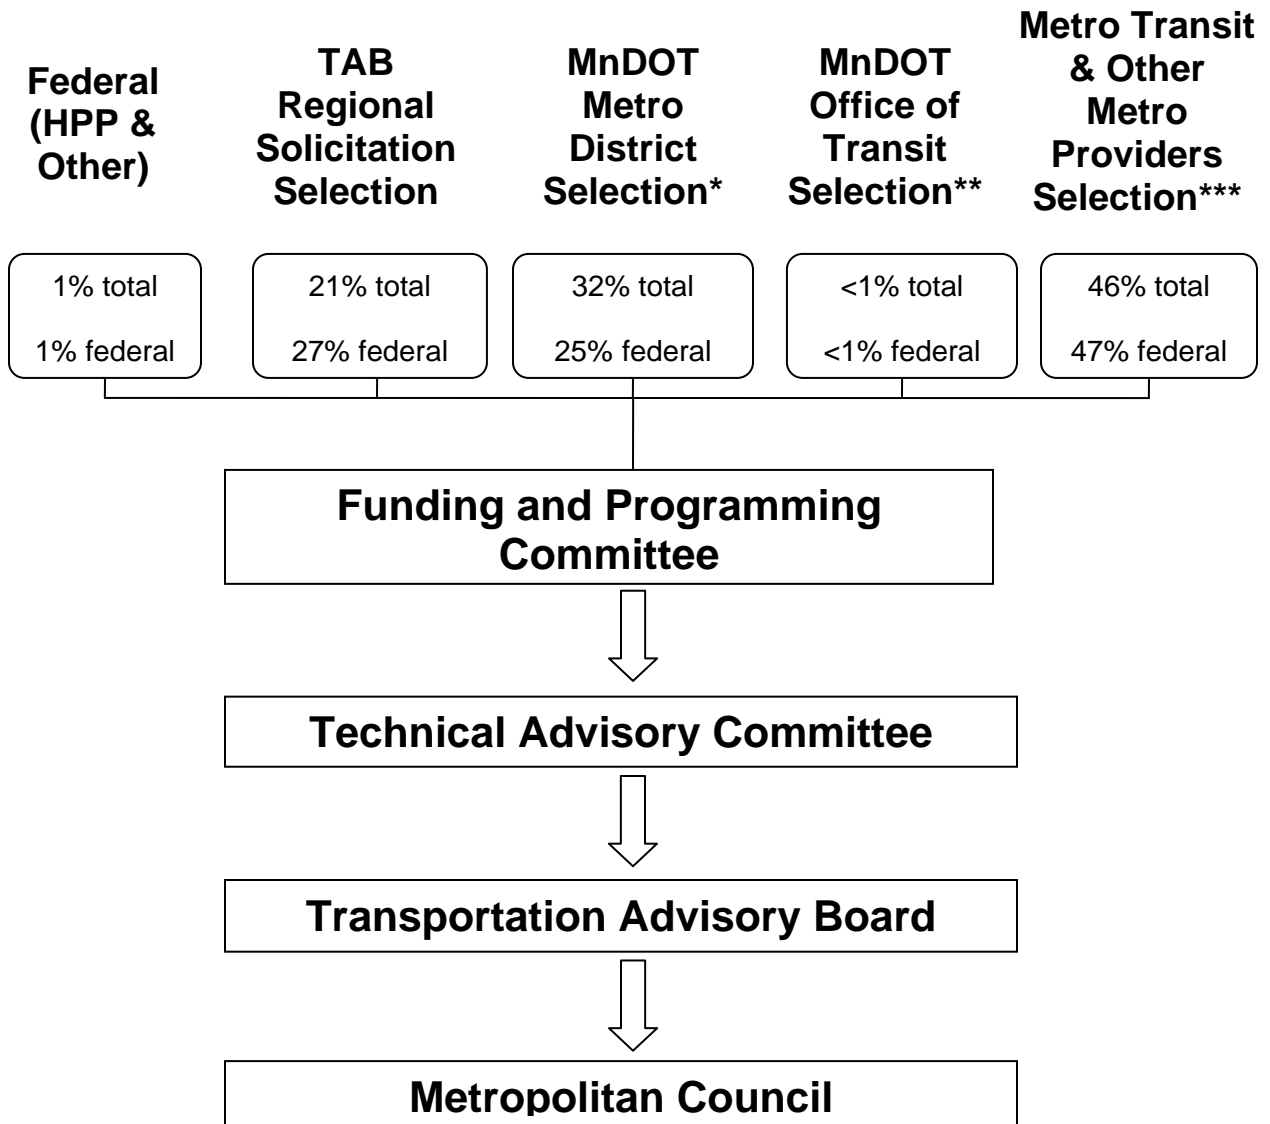 Federal
(HPP &
Other)
TAB
Regional
Solicitation
Selection
MnDOT
Metro
District
Selection*
MnDOT
Office of
Transit
Selection**
Metro Transit
& Other
Metro
Providers
Selection***
1% total
1% federal
21% total
27% federal
32% total
25% federal
<1% total
<1% federal
46% total
47% federal
Funding and Programming
Committee
Technical Advisory Committee
Transportation Advisory Board
Metropolitan Council